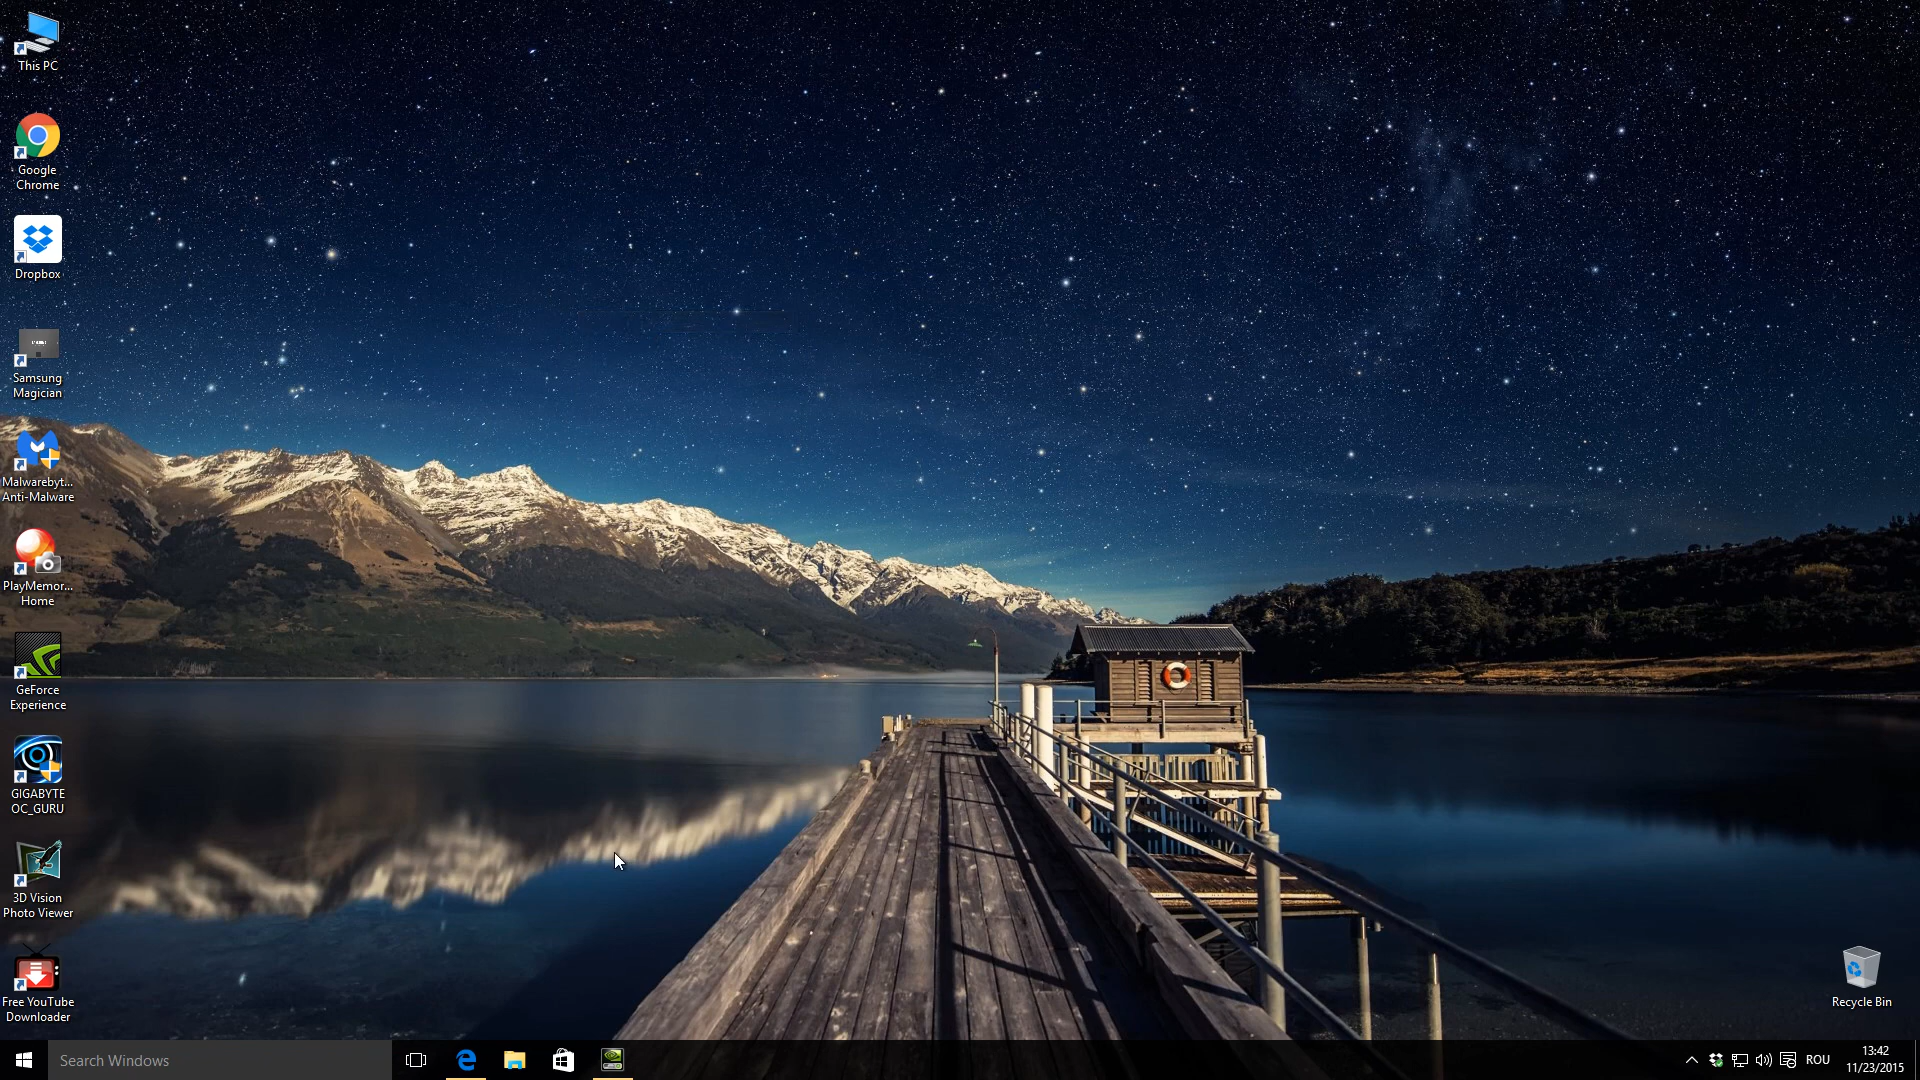 This PC
Google
Chrome
Dropbox
Samsung
Magician
Malwarebyt...
Anti-Malware
PlayMemor...
Home
GeForce
Experience
GIGABYTE
OC_GURU
3D Vision
Photo Viewer
Free YouTube
Downloader
Recycle Bin
Search Windows
ROU
13:42
11/23/2015